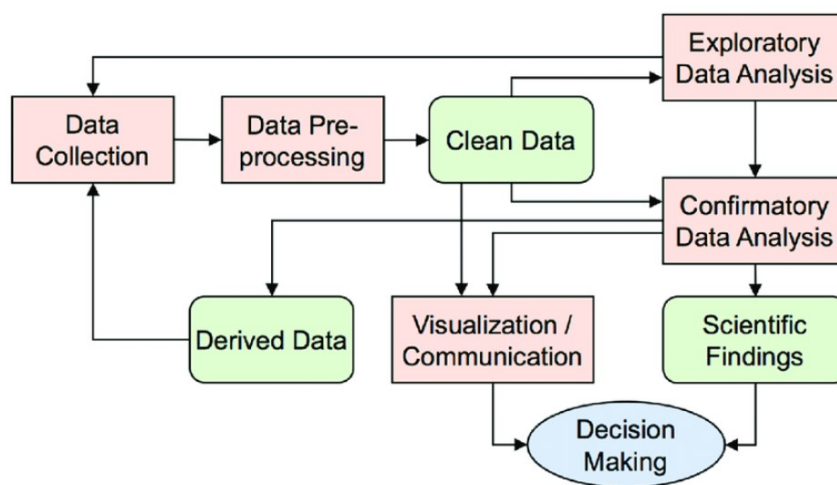 Exploratory
Data Analysis
Data
Collection
Data Pre-
processing
Clean Data
Confirmatory
Data Analysis
Derived Data
Visualization /
Communication
Scientific
Findings
Decision
Making